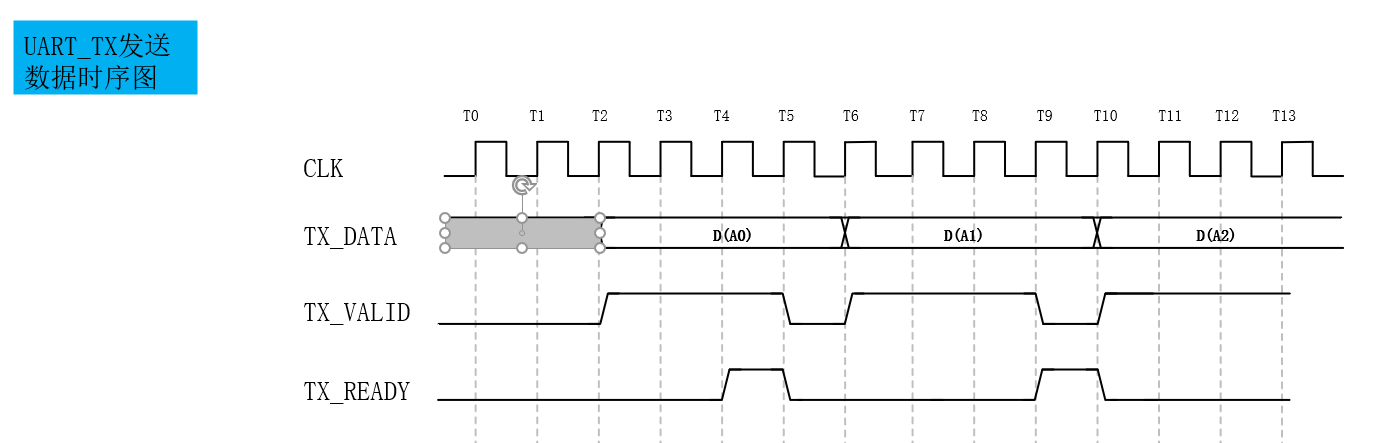 UART_TX发送
数据时序图
T0 T1 T2 T3 T4 T5 T6 T7 T8 T9 T10 T11 T12 T13
CLK
TX_DATA D(A0) D(A1) D(A2)
TX_VALID
TX_READY